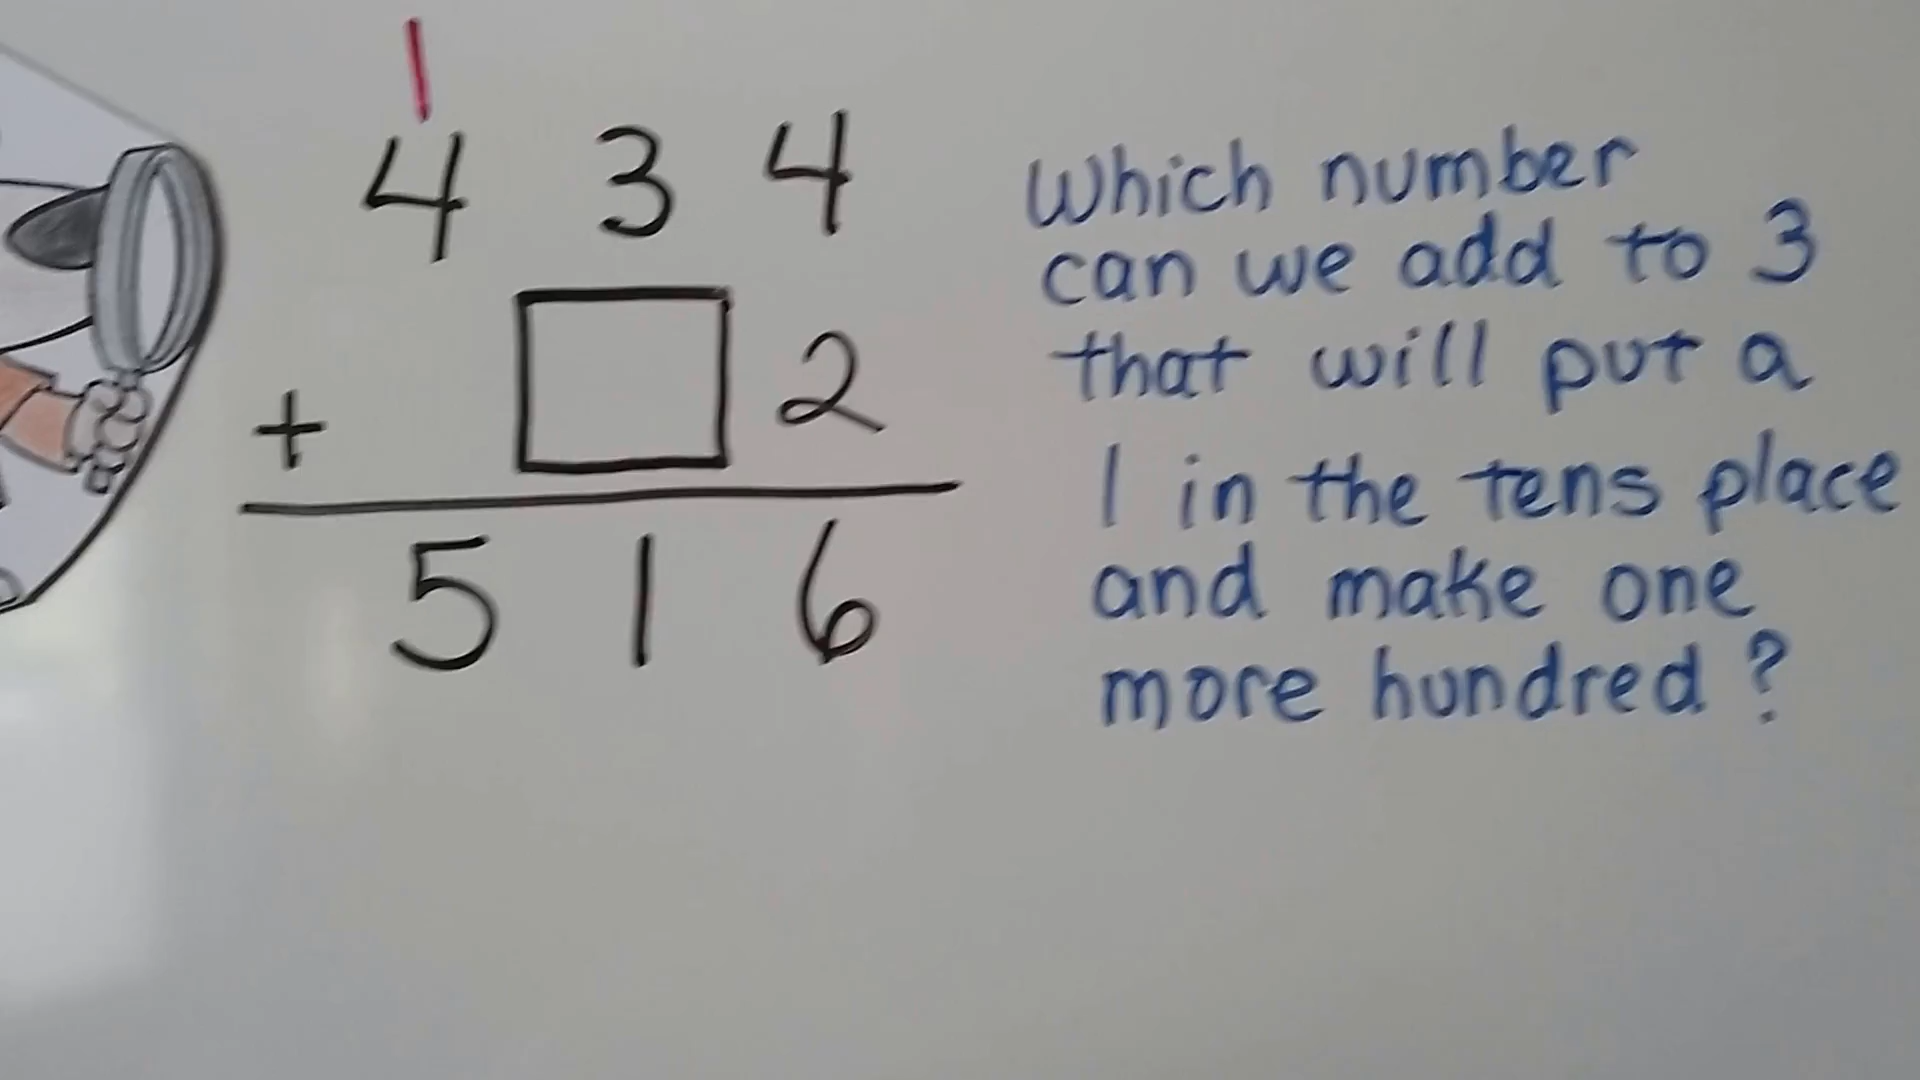 1
4 3 4
+ □ 2
5 1 6
Which number
can we add to 3
that will put a
1 in the tens place
and make one
more hundred?